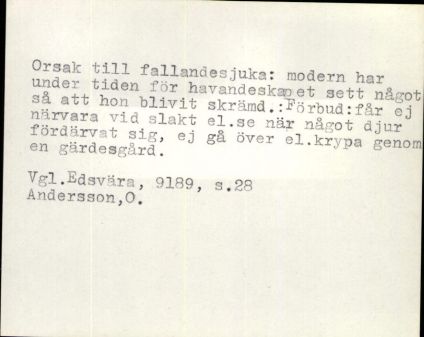 Orsak till fallandesjuka: modern har
under tiden för havandeskapet sett något
så att hon blivit skrämd.:Förbud:får ej
närvara vid slakt el.se när något djur
fördärvat sig, ej gå över el.krypa genom
en gärdesgård.
Vgl.Edsvära, 9189, s.28
Andersson,O.